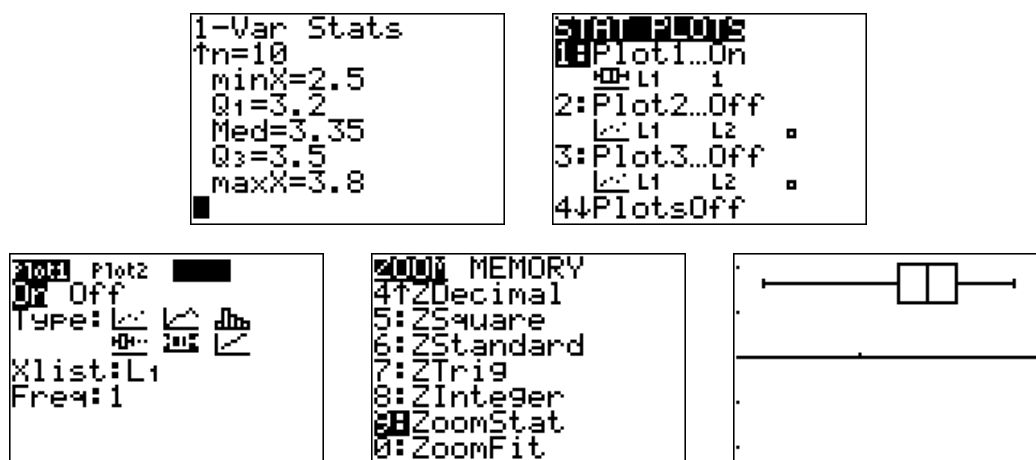 1-Var Stats
↑n=10
minX=2.5
Q1=3.2
Med=3.35
Q3=3.5
maxX=3.8
STAT PLOTS
1:Plot1…On
L1 1
2:Plot2…Off
L1 L2
3:Plot3…Off
L1 L2
4↓PlotsOff
Plot1 Plot2
On Off
Type:
Xlist:L1
Freq:1
ZOOM MEMORY
4↑ZDecimal
5:ZSquare
6:ZStandard
7:ZTrig
8:ZInteger
9:ZoomStat
0:ZoomFit